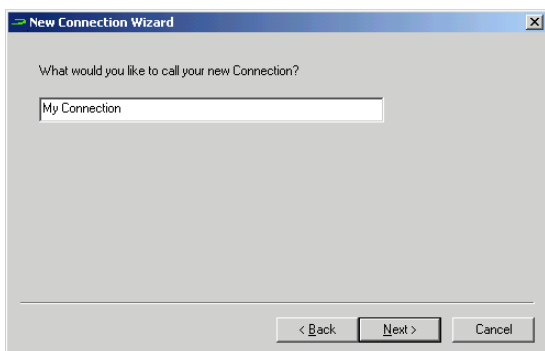 New Connection Wizard
What would you like to call your new Connection?
My Connection
< Back Next > Cancel